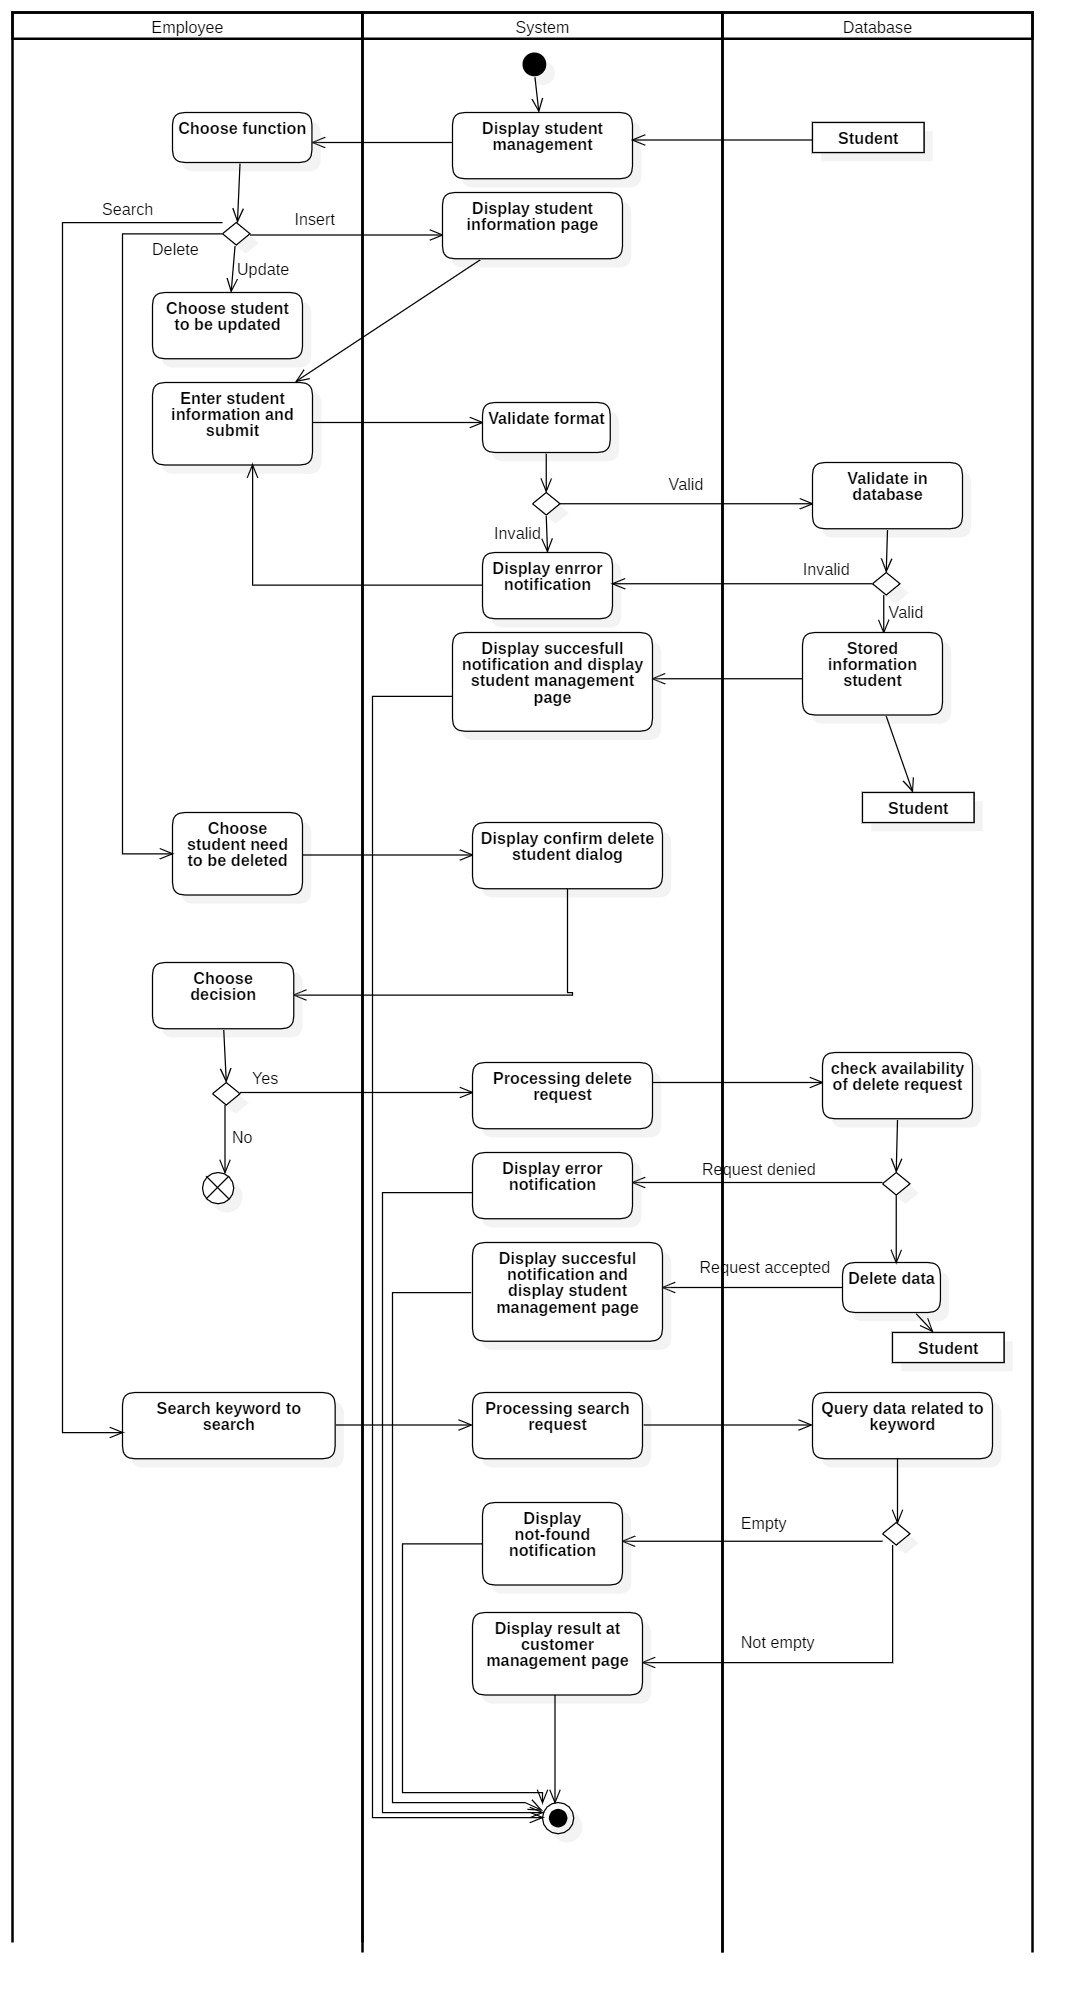 Employee
System
Database
Choose function
Display student
management
Student
Search
Insert
Display student
information page
Delete
Update
Choose student
to be updated
Enter student
information and
submit
Validate format
Valid
Validate in
database
Invalid
Display enrror
notification
Invalid
Valid
Display succesfull
notification and display
student management
page
Stored
information
student
Student
Choose
student need
to be deleted
Display confirm delete
student dialog
Choose
decision
Yes
Processing delete
request
check availability
of delete request
No
Display error
notification
Request denied
Display succesful
notification and
display student
management page
Request accepted
Delete data
Student
Search keyword to
search
Processing search
request
Query data related to
keyword
Display
not-found
notification
Empty
Display result at
customer
management page
Not empty